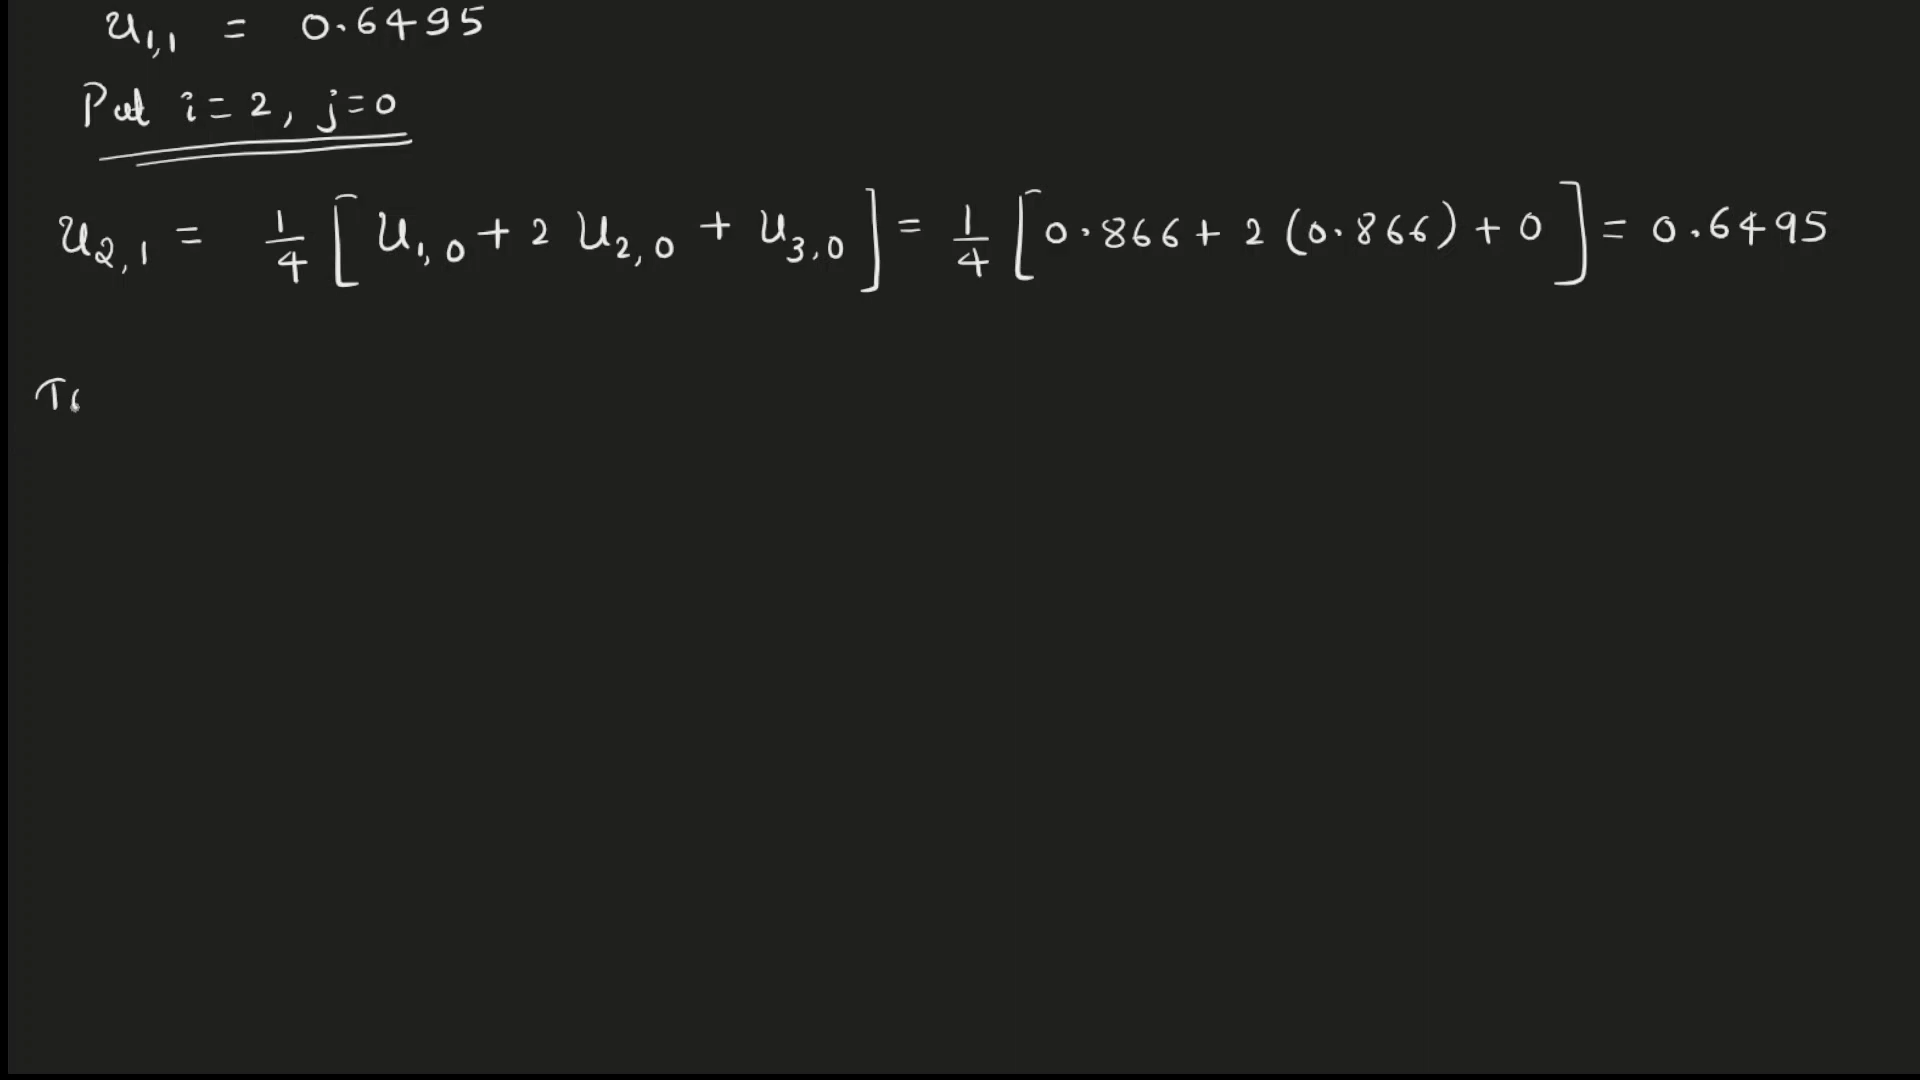 u₁,₁ = 0.6495
Put i = 2, j = 0
u₂,₁ = 1/4 [ u₁,₀ + 2 u₂,₀ + u₃,₀ ] = 1/4 [ 0.866 + 2 (0.866) + 0 ] = 0.6495